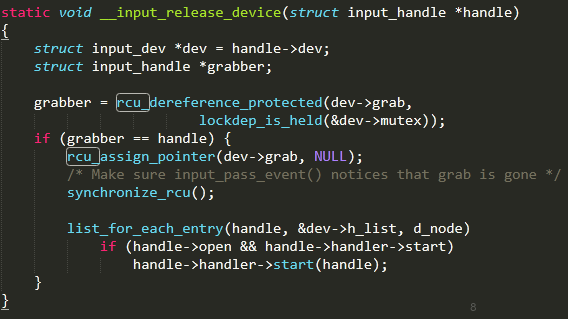 static void __input_release_device(struct input_handle *handle)
{
    struct input_dev *dev = handle->dev;
    struct input_handle *grabber;

    grabber = rcu_dereference_protected(dev->grab,
                        lockdep_is_held(&dev->mutex));
    if (grabber == handle) {
        rcu_assign_pointer(dev->grab, NULL);
        /* Make sure input_pass_event() notices that grab is gone */
        synchronize_rcu();

        list_for_each_entry(handle, &dev->h_list, d_node)
            if (handle->open && handle->handler->start)
                handle->handler->start(handle);
    }
}
8